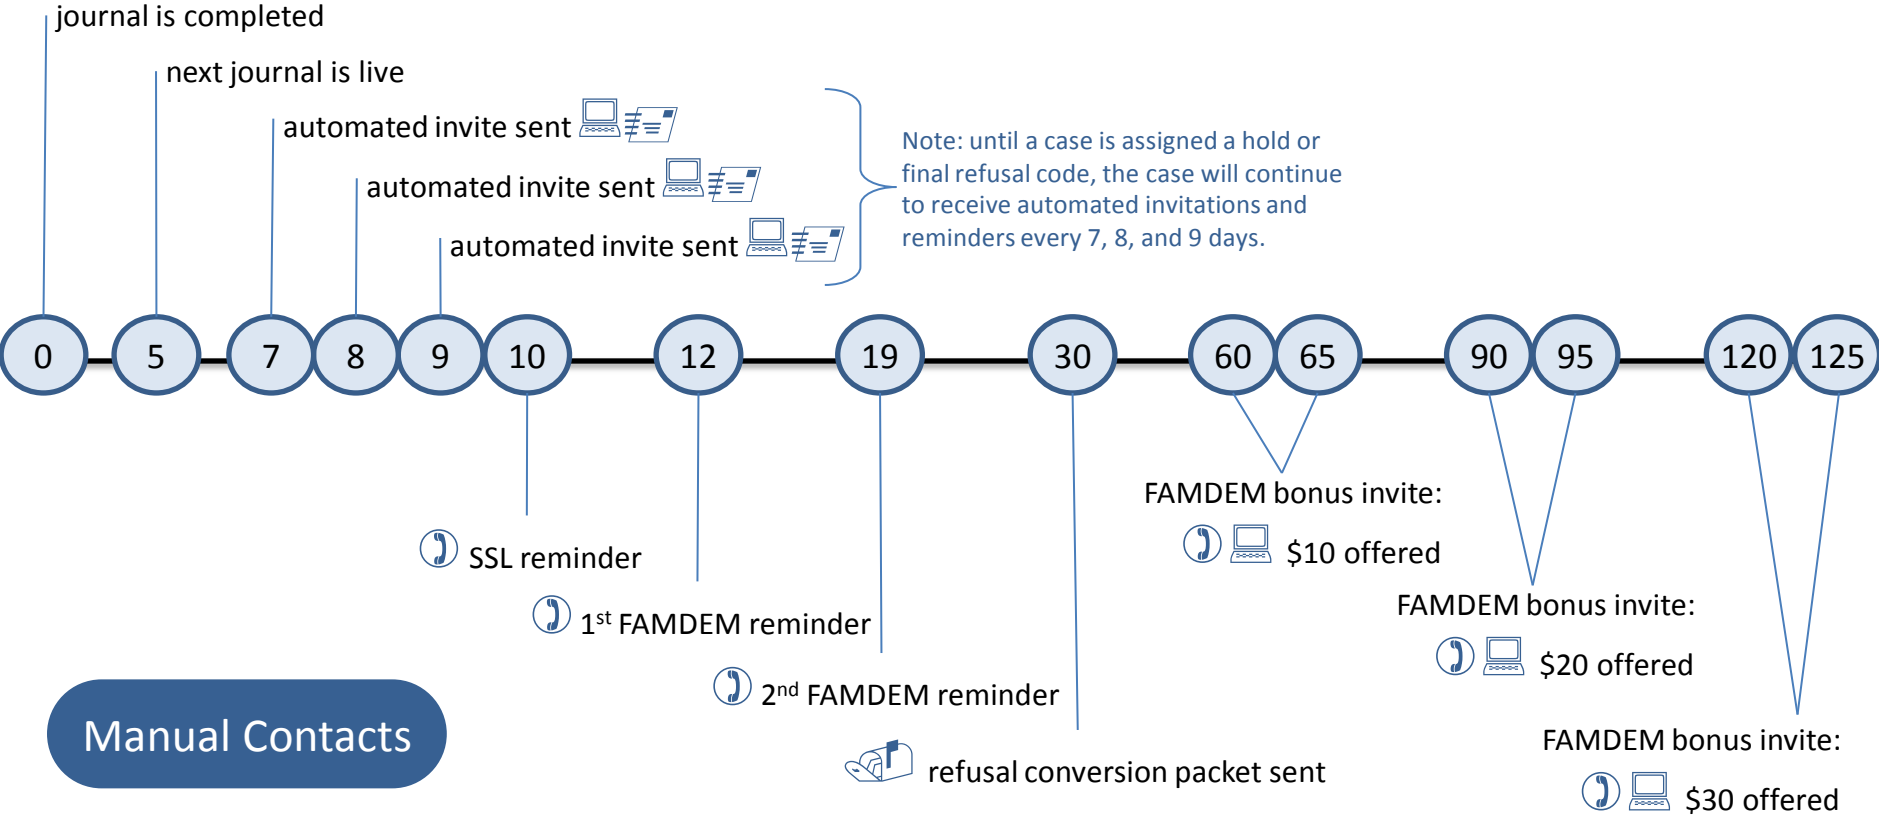 journal is completed
next journal is live
automated invite sent
automated invite sent
automated invite sent
Note: until a case is assigned a hold or
final refusal code, the case will continue
to receive automated invitations and
reminders every 7, 8, and 9 days.
0 5 7 8 9 10 12 19 30 60 65 90 95 120 125
SSL reminder
1st FAMDEM reminder
2nd FAMDEM reminder
refusal conversion packet sent
FAMDEM bonus invite:
$10 offered
FAMDEM bonus invite:
$20 offered
FAMDEM bonus invite:
$30 offered
Manual Contacts